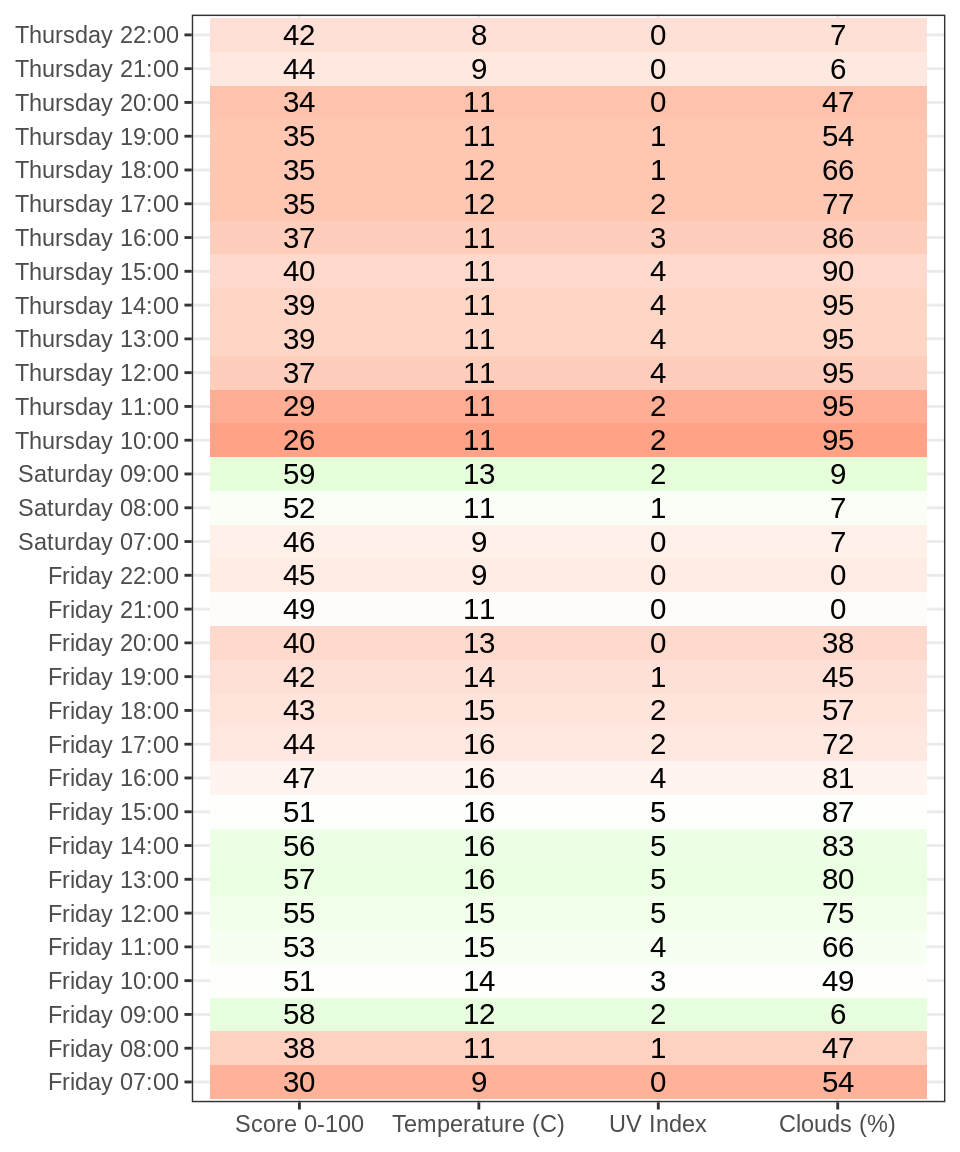 Thursday 22:00 42 8 0 7
Thursday 21:00 44 9 0 6
Thursday 20:00 34 11 0 47
Thursday 19:00 35 11 1 54
Thursday 18:00 35 12 1 66
Thursday 17:00 35 12 2 77
Thursday 16:00 37 11 3 86
Thursday 15:00 40 11 4 90
Thursday 14:00 39 11 4 95
Thursday 13:00 39 11 4 95
Thursday 12:00 37 11 4 95
Thursday 11:00 29 11 2 95
Thursday 10:00 26 11 2 95
Saturday 09:00 59 13 2 9
Saturday 08:00 52 11 1 7
Saturday 07:00 46 9 0 7
Friday 22:00 45 9 0 0
Friday 21:00 49 11 0 0
Friday 20:00 40 13 0 38
Friday 19:00 42 14 1 45
Friday 18:00 43 15 2 57
Friday 17:00 44 16 2 72
Friday 16:00 47 16 4 81
Friday 15:00 51 16 5 87
Friday 14:00 56 16 5 83
Friday 13:00 57 16 5 80
Friday 12:00 55 15 5 75
Friday 11:00 53 15 4 66
Friday 10:00 51 14 3 49
Friday 09:00 58 12 2 6
Friday 08:00 38 11 1 47
Friday 07:00 30 9 0 54
Score 0-100 Temperature (C) UV Index Clouds (%)